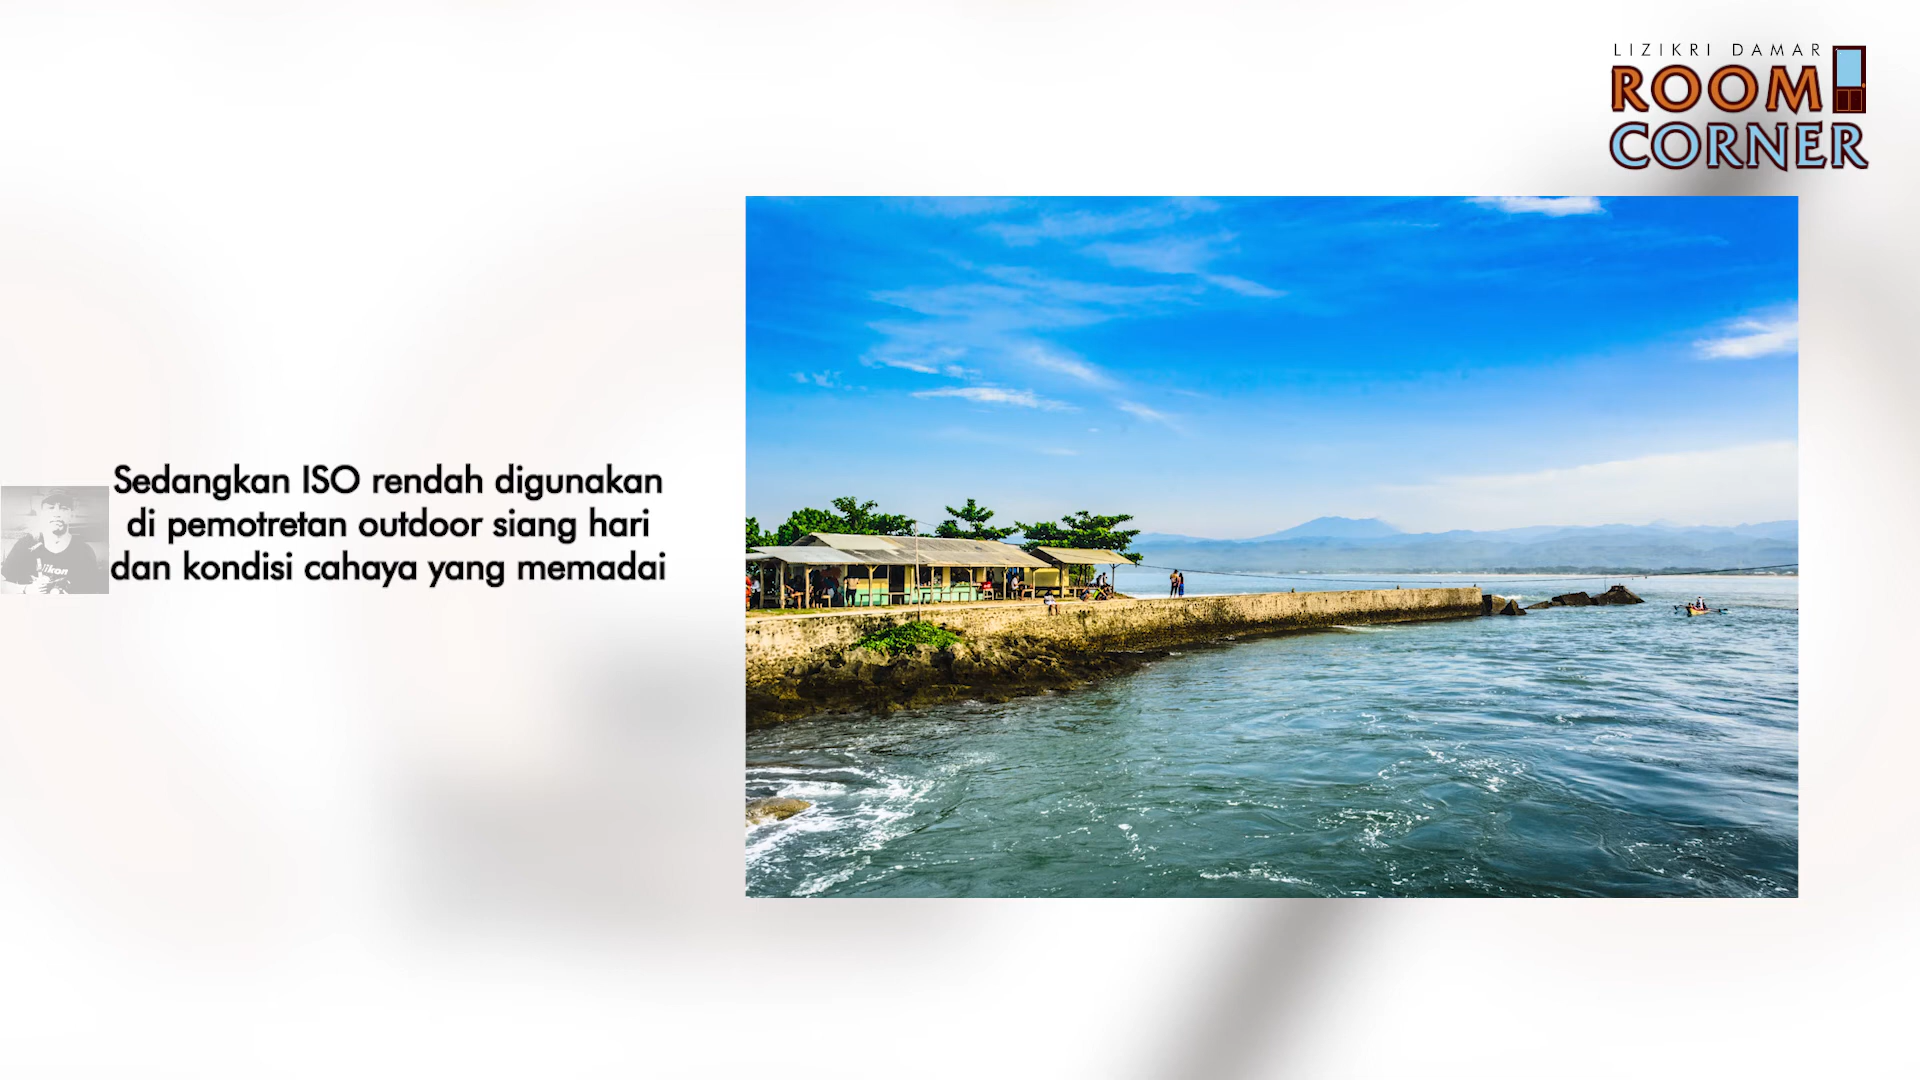 LIZIKRI DAMAR
ROOM
CORNER
Sedangkan ISO rendah digunakan
di pemotretan outdoor siang hari
dan kondisi cahaya yang memadai